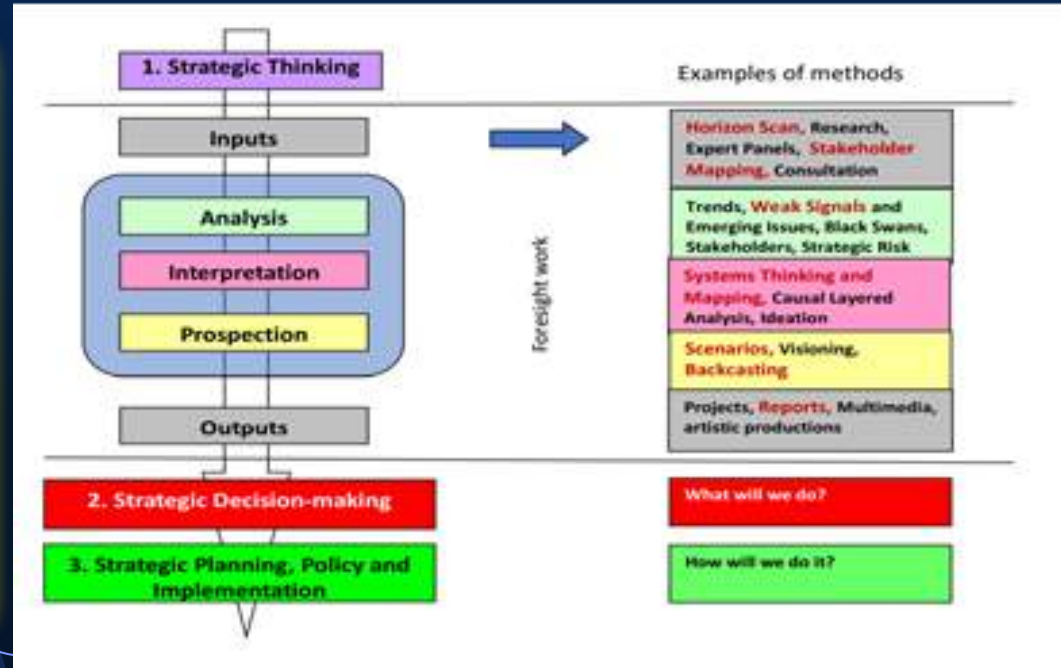 1. Strategic Thinking
Examples of methods
Inputs
Horizon Scan, Research,
Expert Panels, Stakeholder
Mapping, Consultation
Analysis
Trends, Weak Signals and
Emerging Issues, Black Swans,
Stakeholders, Strategic Risk
Interpretation
Systems Thinking and
Mapping, Causal Layered
Analysis, Ideation
Prospection
Scenarios, Visioning,
Backcasting
Foresight work
Outputs
Projects, Reports, Multimedia,
artistic productions
2. Strategic Decision-making
What will we do?
3. Strategic Planning, Policy and
Implementation
How will we do it?